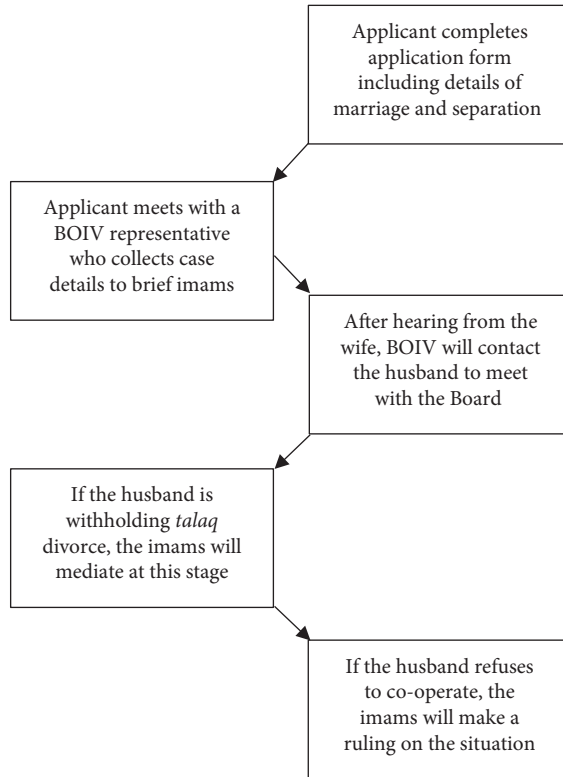 Applicant completes
application form
including details of
marriage and separation
Applicant meets with a
BOIV representative
who collects case
details to brief imams
After hearing from the
wife, BOIV will contact
the husband to meet
with the Board
If the husband is
withholding talaq
divorce, the imams will
mediate at this stage
If the husband refuses
to co-operate, the
imams will make a
ruling on the situation